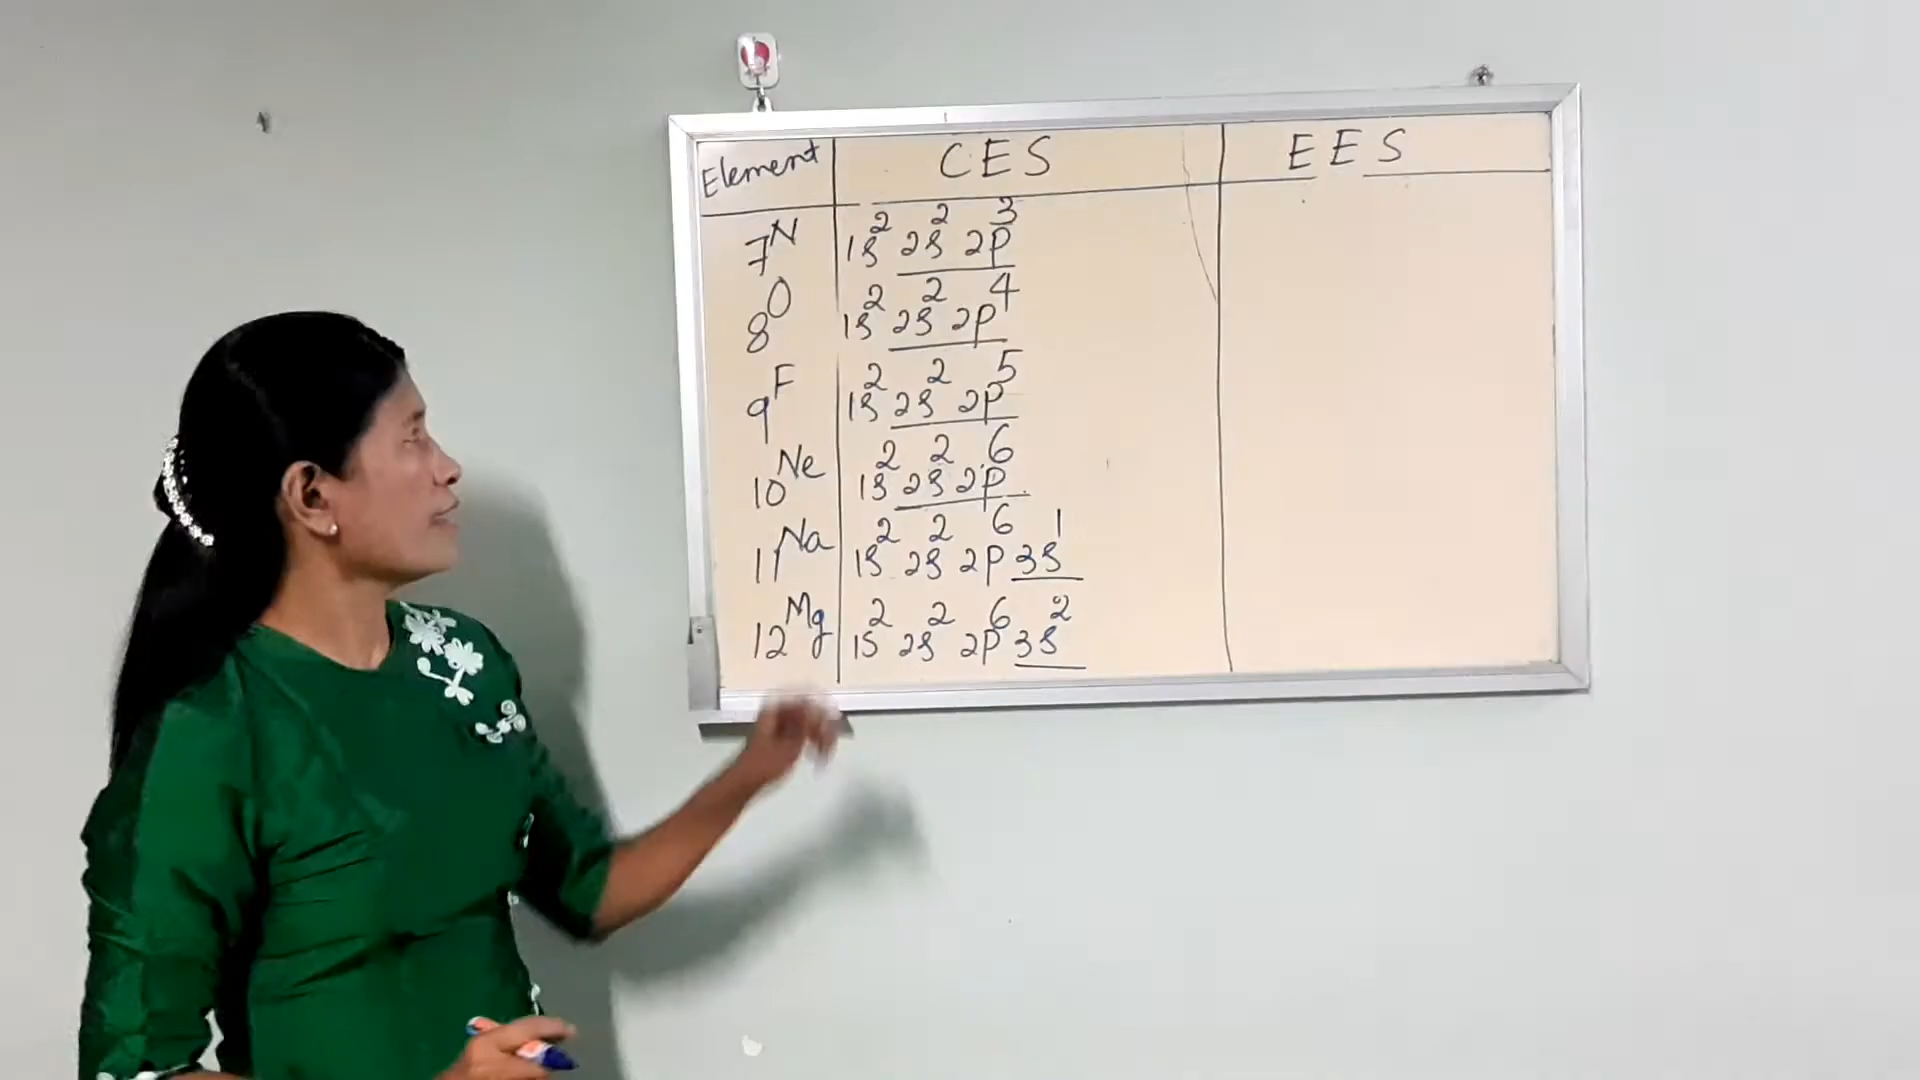 Element CES EES
7N 1s² 2s² 2p³
8O 1s² 2s² 2p⁴
9F 1s² 2s² 2p⁵
10Ne 1s² 2s² 2p⁶
11Na 1s² 2s² 2p⁶ 3s¹
12Mg 1s² 2s² 2p⁶ 3s²